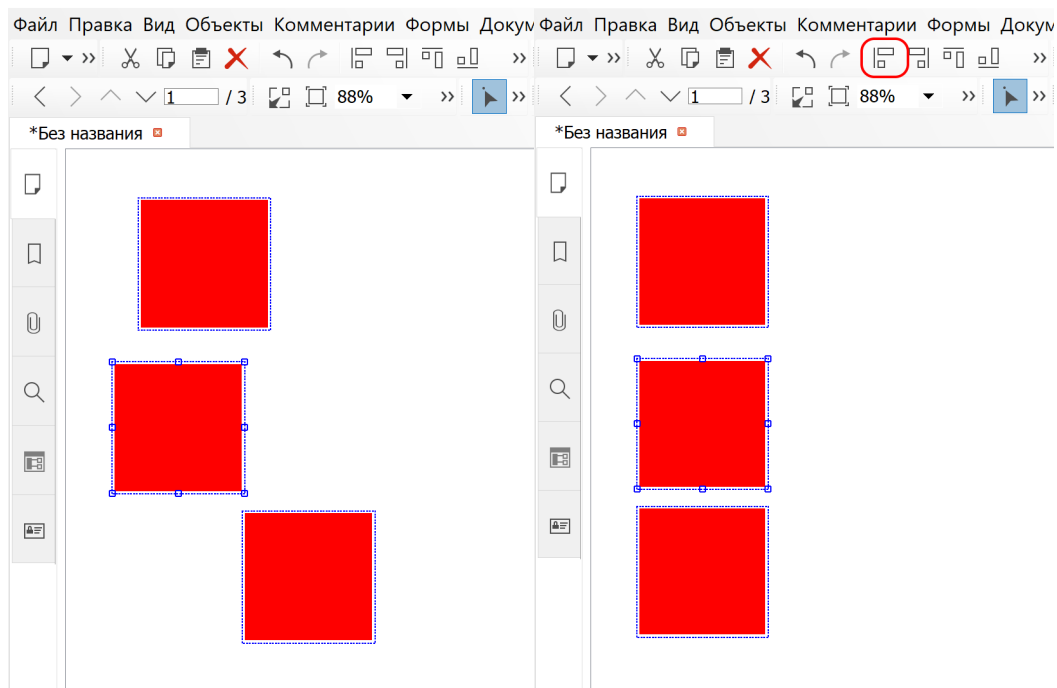 Файл Правка Вид Объекты Комментарии Формы Докум
1 / 3 88%
*Без названия
Файл Правка Вид Объекты Комментарии Формы Докум
1 / 3 88%
*Без названия